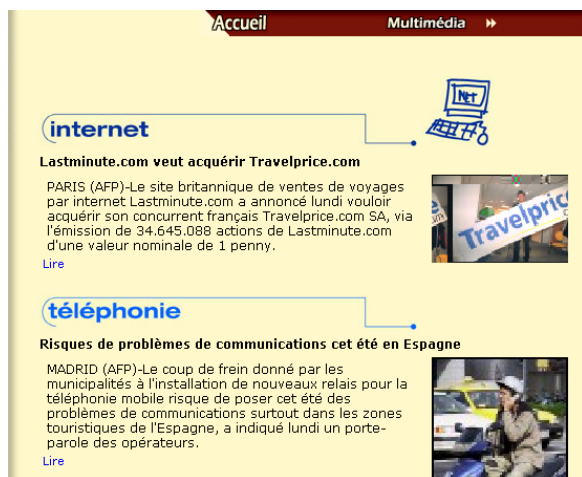 Accueil Multimédia
NET
internet
Lastminute.com veut acquérir Travelprice.com
PARIS (AFP)-Le site britannique de ventes de voyages
par internet Lastminute.com a annoncé lundi vouloir
acquérir son concurrent français Travelprice.com SA, via
l'émission de 34.645.088 actions de Lastminute.com
d'une valeur nominale de 1 penny.
Travelpric
Lire
téléphonie
Risques de problèmes de communications cet été en Espagne
MADRID (AFP)-Le coup de frein donné par les
municipalités à l'installation de nouveaux relais pour la
téléphonie mobile risque de poser cet été des
problèmes de communications surtout dans les zones
touristiques de l'Espagne, a indiqué lundi un porte-
parole des opérateurs.
Lire